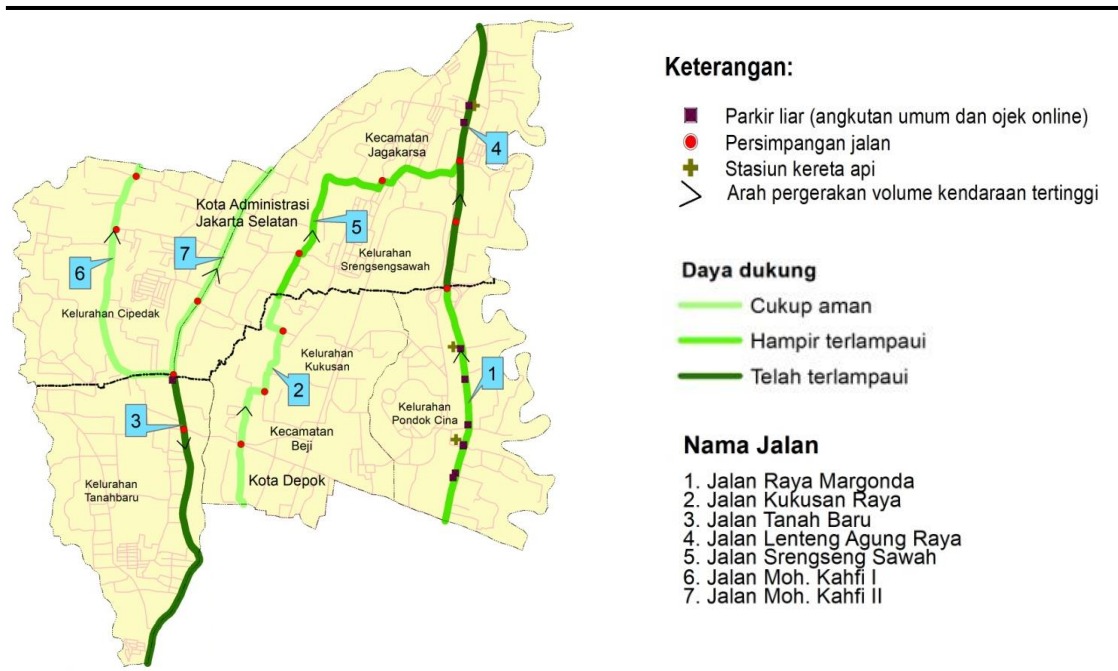 Kecamatan
Jagakarsa
4
Kota Administrasi
Jakarta Selatan
5
7
6
Kelurahan
Srengsengsawah
Kelurahan Cipedak
Kelurahan
Kukusan
2
1
3
Kelurahan
Pondok Cina
Kecamatan
Beji
Kota Depok
Kelurahan
Tanahbaru
Keterangan:
Parkir liar (angkutan umum dan ojek online)
Persimpangan jalan
Stasiun kereta api
Arah pergerakan volume kendaraan tertinggi
Daya dukung
Cukup aman
Hampir terlampaui
Telah terlampaui
Nama Jalan
1. Jalan Raya Margonda
2. Jalan Kukusan Raya
3. Jalan Tanah Baru
4. Jalan Lenteng Agung Raya
5. Jalan Srengseng Sawah
6. Jalan Moh. Kahfi I
7. Jalan Moh. Kahfi II